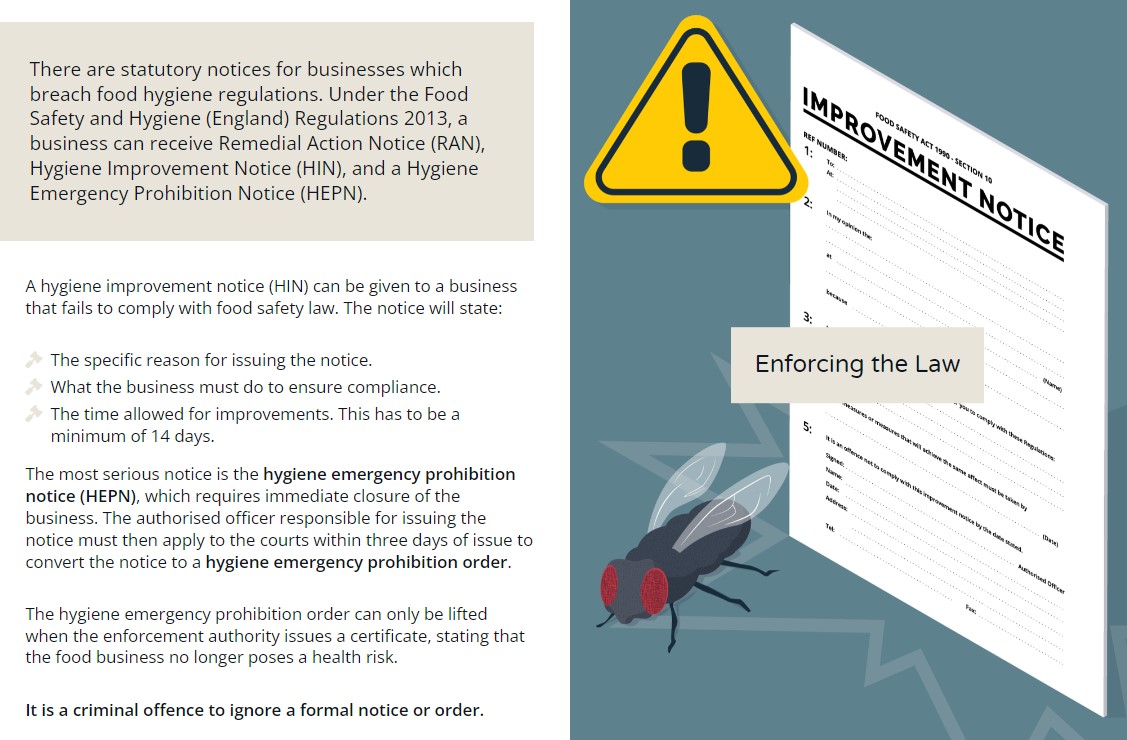 There are statutory notices for businesses which
breach food hygiene regulations. Under the Food
Safety and Hygiene (England) Regulations 2013, a
business can receive Remedial Action Notice (RAN),
Hygiene Improvement Notice (HIN), and a Hygiene
Emergency Prohibition Notice (HEPN).
A hygiene improvement notice (HIN) can be given to a business
that fails to comply with food safety law. The notice will state:
The specific reason for issuing the notice.
What the business must do to ensure compliance.
The time allowed for improvements. This has to be a
minimum of 14 days.
The most serious notice is the hygiene emergency prohibition
notice (HEPN), which requires immediate closure of the
business. The authorised officer responsible for issuing the
notice must then apply to the courts within three days of issue to
convert the notice to a hygiene emergency prohibition order.
The hygiene emergency prohibition order can only be lifted
when the enforcement authority issues a certificate, stating that
the food business no longer poses a health risk.
It is a criminal offence to ignore a formal notice or order.
!
FOOD SAFETY ACT 1990 - SECTION 10
IMPROVEMENT NOTICE
REF NUMBER:
1:
To:
At:
2:
In my opinion the:
at
because
3:
(Name)
Enforcing the Law
you to comply with these Regulations:
measures or measures that will achieve the same effect must be taken by
(Date)
5:
It is an offence not to comply with this improvement notice by the date stated.
Signed:
Authorised Officer
Name:
Date:
Address:
Tel:
Fax: